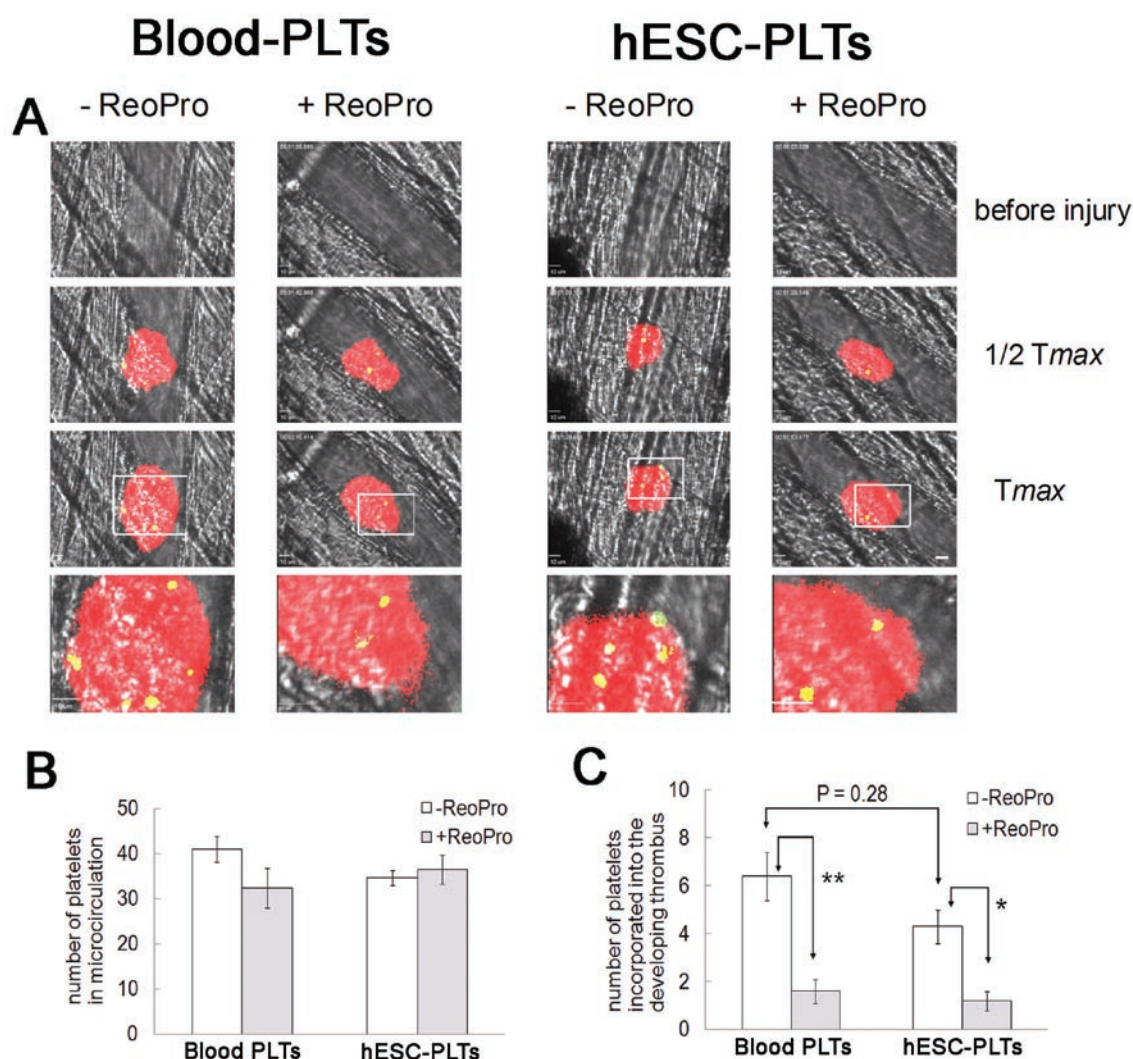 Blood-PLTs hESC-PLTs
A - ReoPro + ReoPro - ReoPro + ReoPro
before injury
1/2 Tmax
Tmax
B
number of platelets
in microcirculation
50
40
30
20
10
0
-ReoPro
+ReoPro
Blood PLTs hESC-PLTs
C
number of platelets
incorporated into the
developing thrombus
10
8
6
4
2
0
P = 0.28
-ReoPro
+ReoPro
**
*
Blood PLTs hESC-PLTs